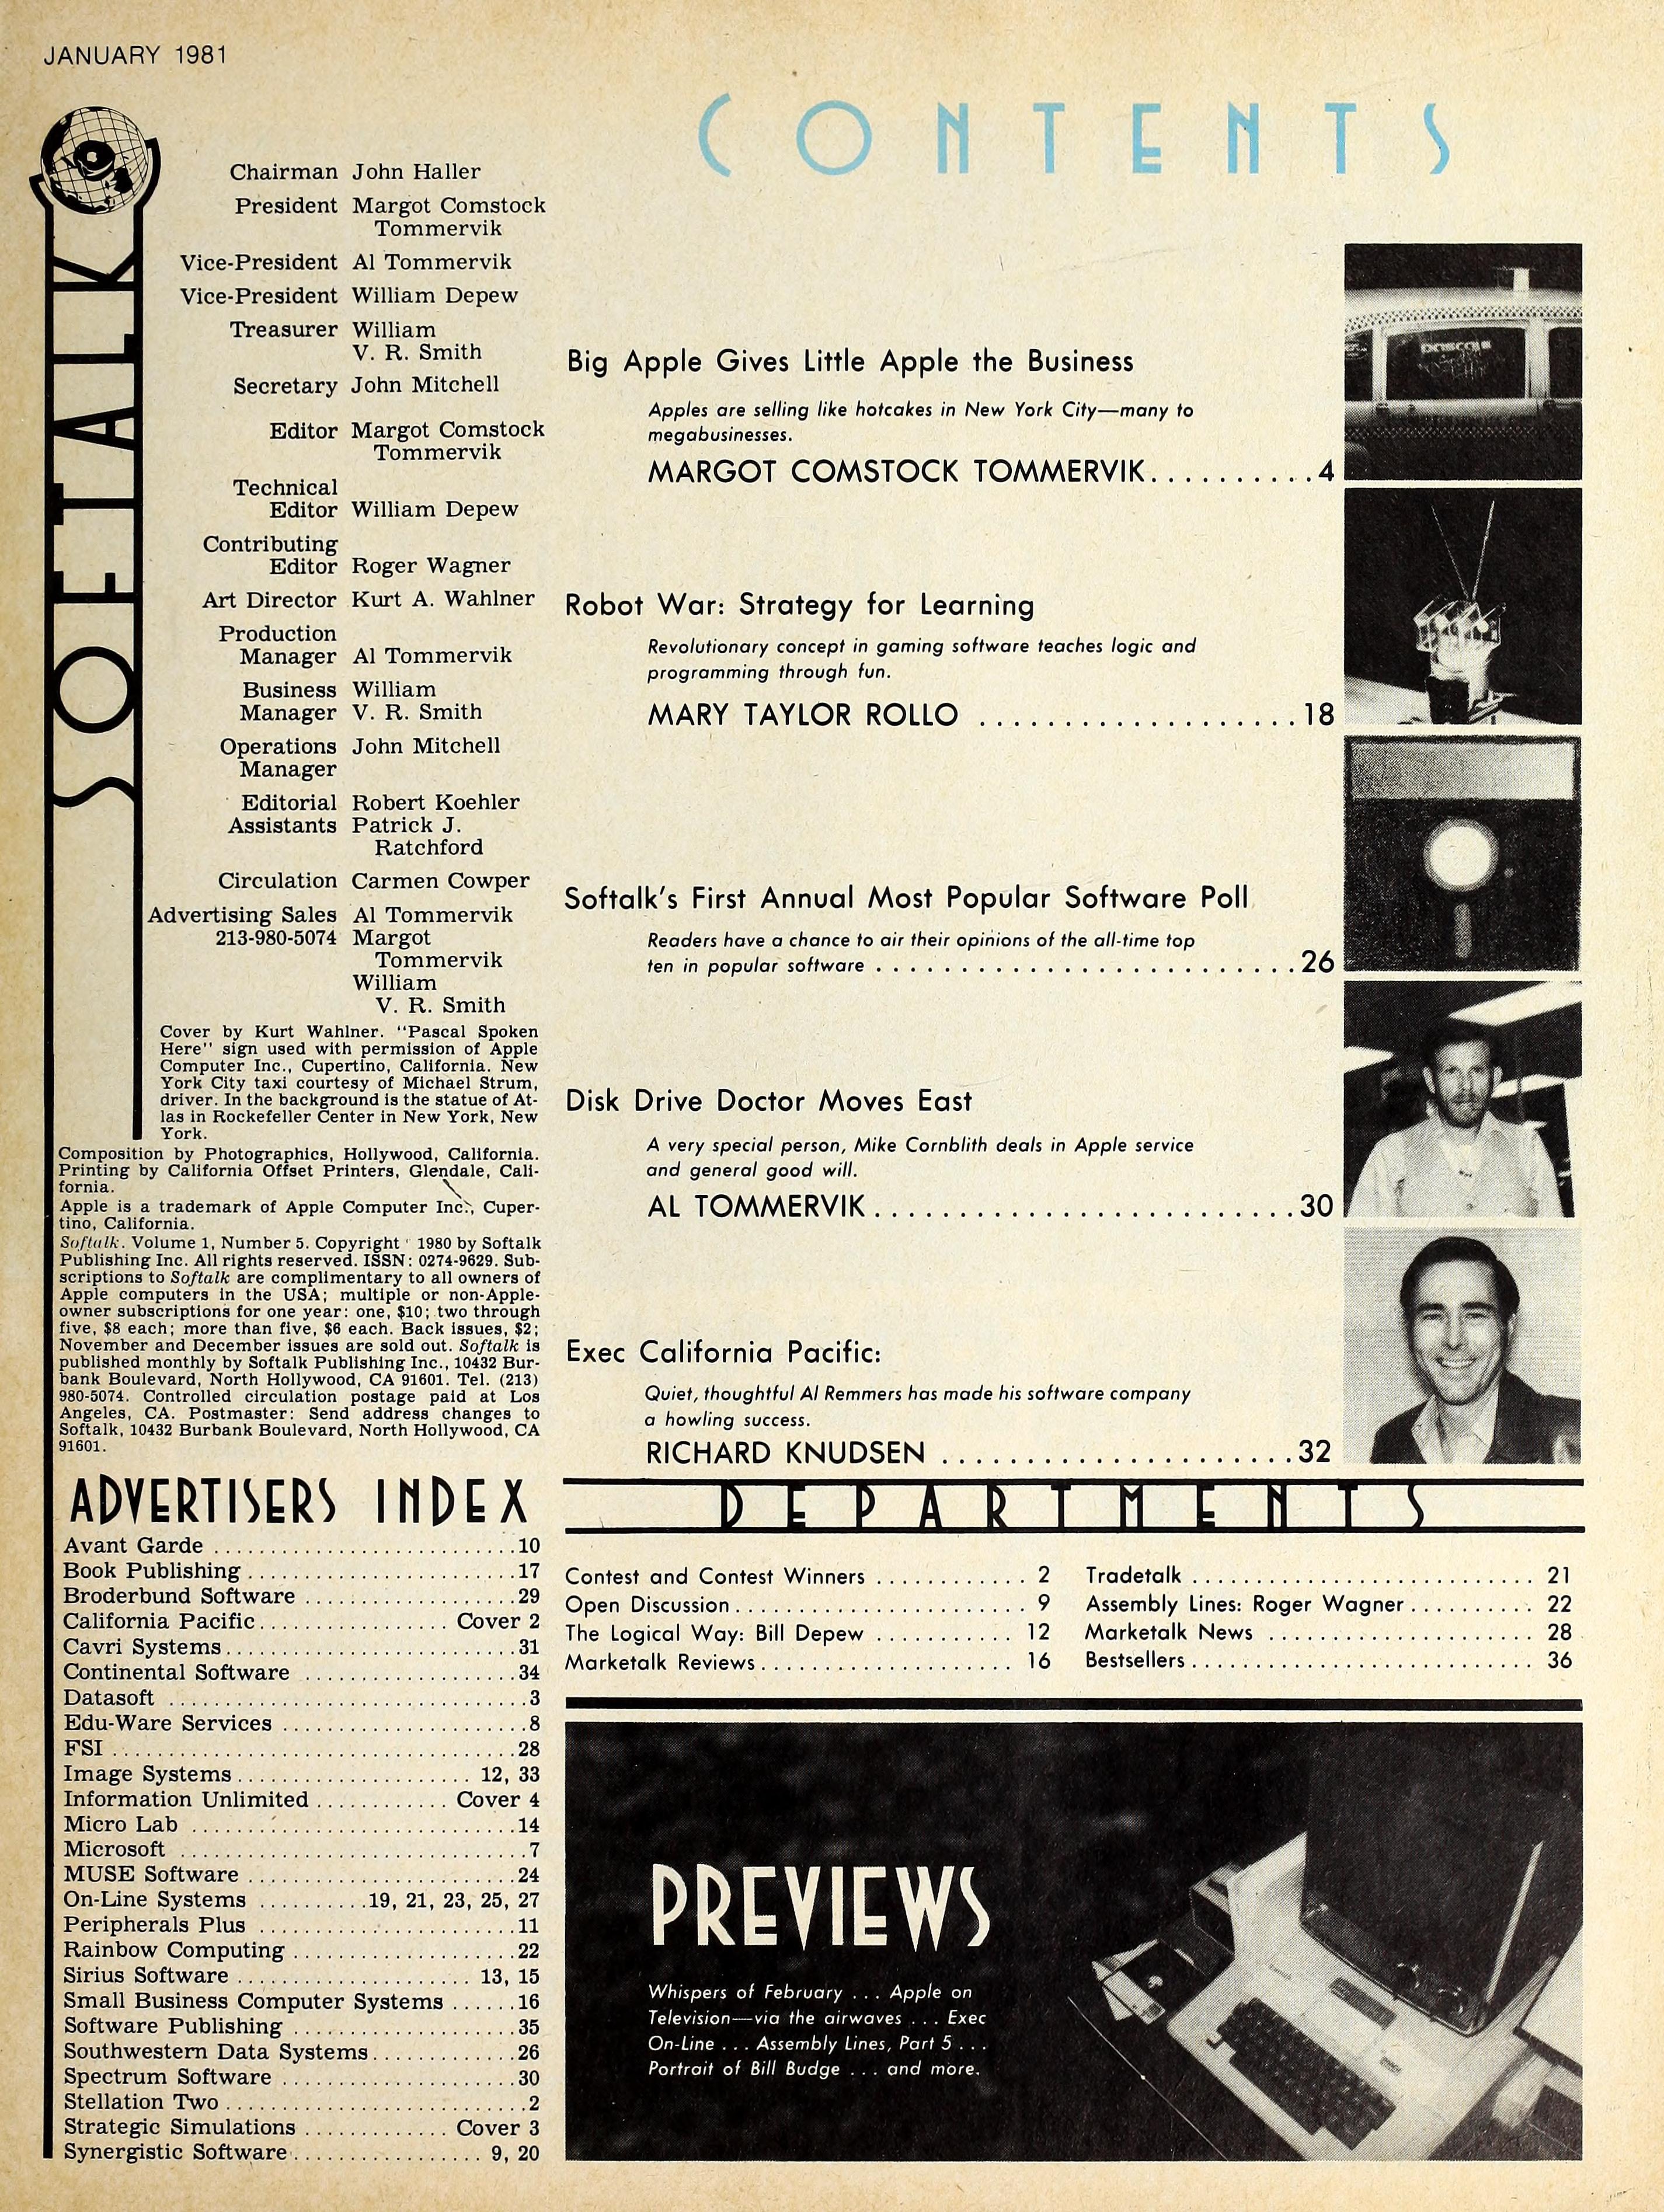 JANUARY 1981
SOFTALK
Chairman John Haller
President Margot Comstock
Tommervik
Vice-President Al Tommervik
Vice-President William Depew
Treasurer William
V. R. Smith
Secretary John Mitchell
Editor Margot Comstock
Tommervik
Technical
Editor William Depew
Contributing
Editor Roger Wagner
Art Director Kurt A. Wahlner
Production
Manager Al Tommervik
Business William
Manager V. R. Smith
Operations John Mitchell
Manager
Editorial Robert Koehler
Assistants Patrick J.
Ratchford
Circulation Carmen Cowper
Advertising Sales Al Tommervik
213-980-5074 Margot
Tommervik
William
V. R. Smith
Cover by Kurt Wahlner. "Pascal Spoken
Here" sign used with permission of Apple
Computer Inc., Cupertino, California. New
York City taxi courtesy of Michael Strum,
driver. In the background is the statue of At-
las in Rockefeller Center in New York, New
York.
Composition by Photographics, Hollywood, California.
Printing by California Offset Printers, Glendale, Cali-
fornia.
Apple is a trademark of Apple Computer Inc., Cuper-
tino, California.
Softalk. Volume 1, Number 5. Copyright 1980 by Softalk
Publishing Inc. All rights reserved. ISSN: 0274-9629. Sub-
scriptions to Softalk are complimentary to all owners of
Apple computers in the USA; multiple or non-Apple-
owner subscriptions for one year: one, $10; two through
five, $8 each; more than five, $6 each. Back issues, $2;
November and December issues are sold out. Softalk is
published monthly by Softalk Publishing Inc., 10432 Bur-
bank Boulevard, North Hollywood, CA 91601. Tel. (213)
980-5074. Controlled circulation postage paid at Los
Angeles, CA. Postmaster: Send address changes to
Softalk, 10432 Burbank Boulevard, North Hollywood, CA
91601.
ADVERTISERS INDEX
Avant Garde ..........................10
Book Publishing........................17
Broderbund Software ...................29
California Pacific................. Cover 2
Cavri Systems..........................31
Continental Software ...................34
Datasoft ................................3
Edu-Ware Services ......................8
FSI ....................................28
Image Systems..................... 12, 33
Information Unlimited ............ Cover 4
Micro Lab .............................14
Microsoft ...............................7
MUSE Software ........................24
On-Line Systems ..........19, 21, 23, 25, 27
Peripherals Plus .......................11
Rainbow Computing ....................22
Sirius Software ..................... 13, 15
Small Business Computer Systems ......16
Software Publishing ....................35
Southwestern Data Systems.............26
Spectrum Software .....................30
Stellation Two...........................2
Strategic Simulations ............. Cover 3
Synergistic Software................. 9, 20
CONTENTS
Big Apple Gives Little Apple the Business
Apples are selling like hotcakes in New York City—many to
megabusinesses.
MARGOT COMSTOCK TOMMERVIK..........4
Robot War: Strategy for Learning
Revolutionary concept in gaming software teaches logic and
programming through fun.
MARY TAYLOR ROLLO ...................18
Softalk's First Annual Most Popular Software Poll
Readers have a chance to air their opinions of the all-time top
ten in popular software .........................26
Disk Drive Doctor Moves East
A very special person, Mike Cornblith deals in Apple service
and general good will.
AL TOMMERVIK.........................30
Exec California Pacific:
Quiet, thoughtful Al Remmers has made his software company
a howling success.
RICHARD KNUDSEN .....................32
DEPARTMENTS
Contest and Contest Winners ............ 2
Open Discussion......................... 9
The Logical Way: Bill Depew ........... 12
Marketalk Reviews..................... 16
Tradetalk ............................. 21
Assembly Lines: Roger Wagner.......... 22
Marketalk News ...................... 28
Bestsellers............................. 36
PREVIEWS
Whispers of February ... Apple on
Television—via the airwaves ... Exec
On-Line ... Assembly Lines, Part 5 ...
Portrait of Bill Budge ... and more.